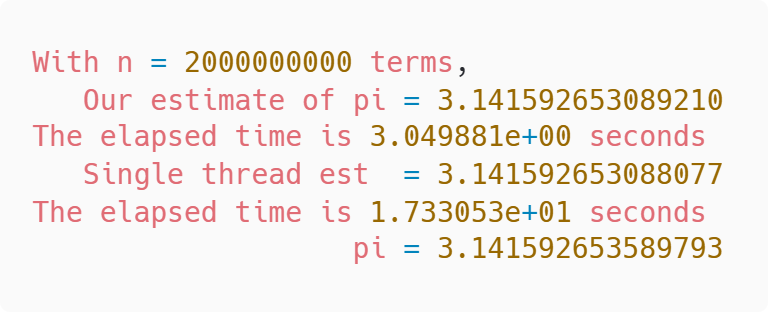 With n = 2000000000 terms,
Our estimate of pi = 3.141592653089210
The elapsed time is 3.049881e+00 seconds
Single thread est  = 3.141592653088077
The elapsed time is 1.733053e+01 seconds
pi = 3.141592653589793